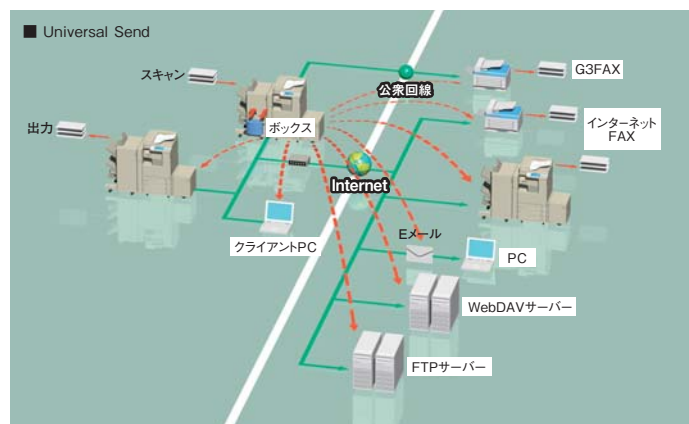 ■ Universal Send
スキャン
出力
ボックス
公衆回線
G3FAX
インターネット
FAX
Internet
クライアントPC
Eメール
PC
WebDAVサーバー
FTPサーバー